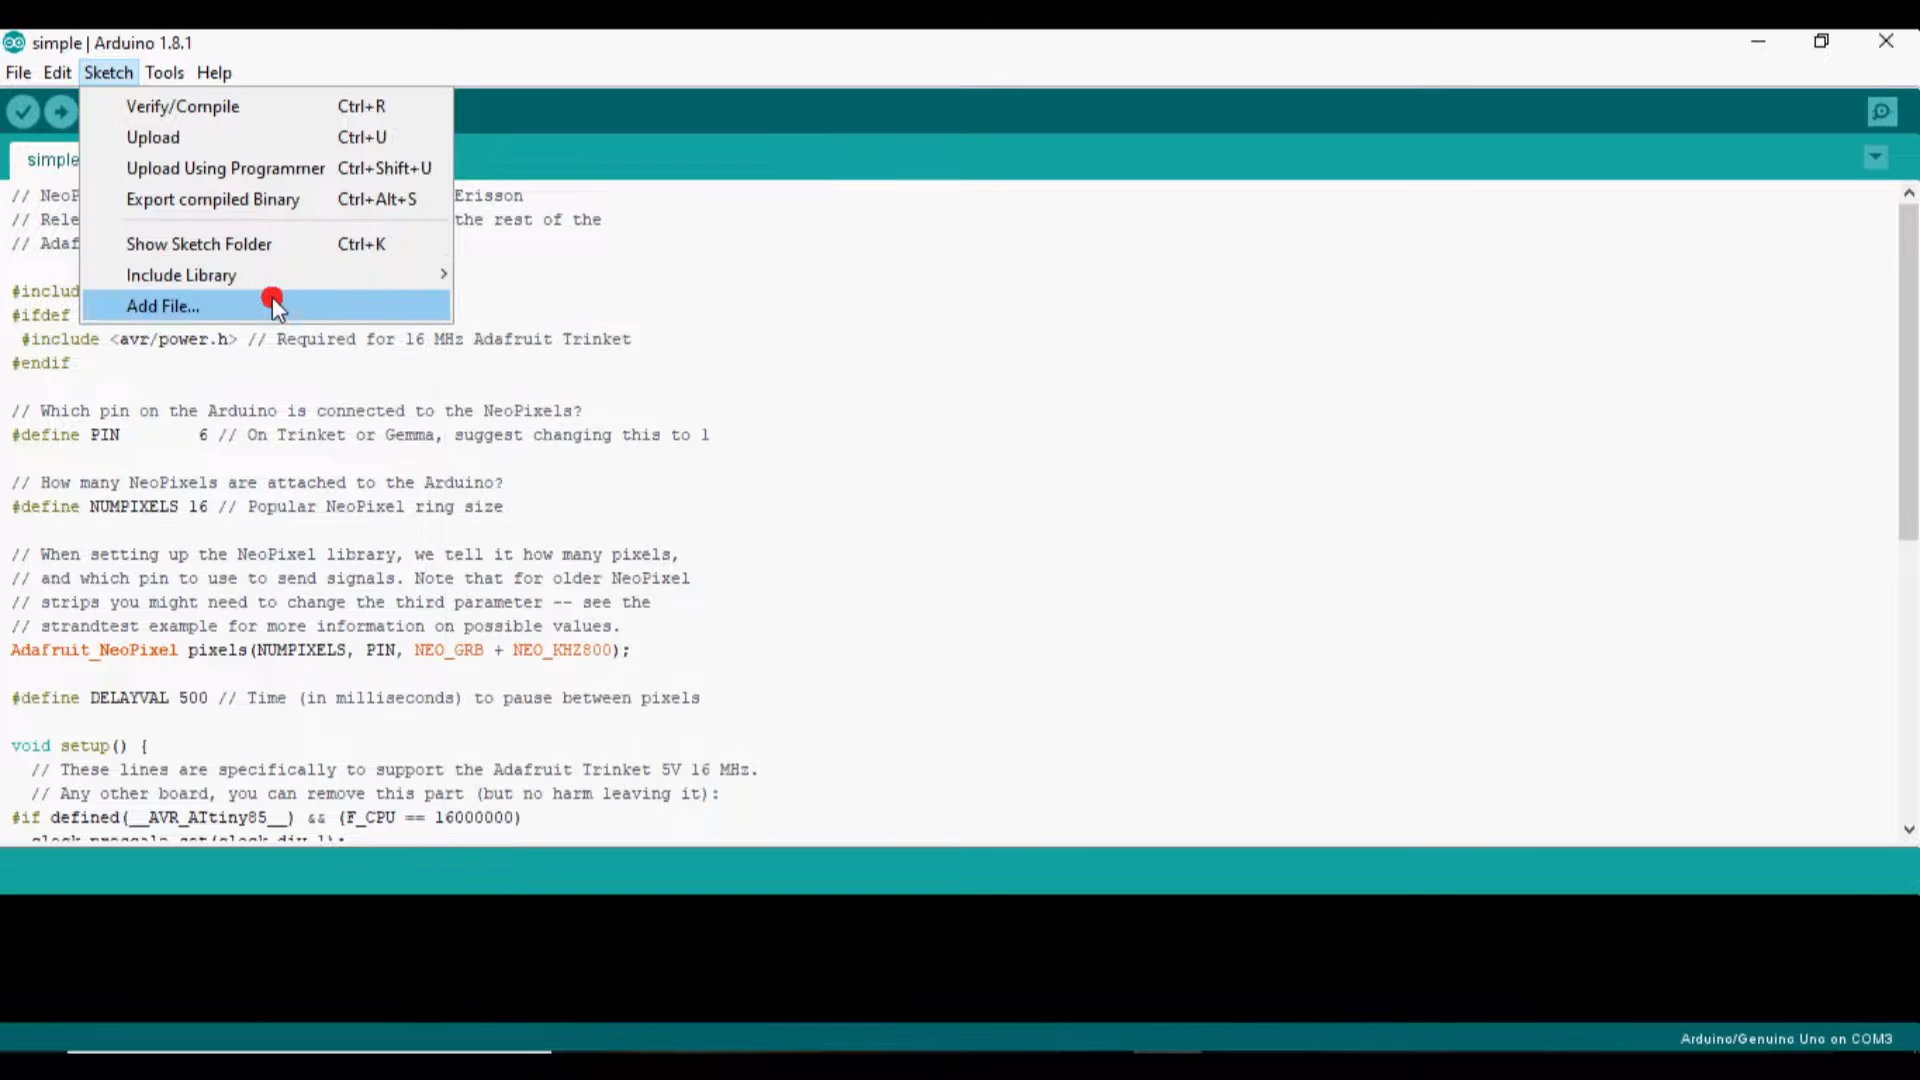 simple | Arduino 1.8.1
File Edit Sketch Tools Help
Verify/Compile Ctrl+R
Upload Ctrl+U
Upload Using Programmer Ctrl+Shift+U
Export compiled Binary Ctrl+Alt+S
Show Sketch Folder Ctrl+K
Include Library
Add File...
simple
// NeoP Erisson
// Rele the rest of the
// Adaf
#includ
#ifdef
#include <avr/power.h> // Required for 16 MHz Adafruit Trinket
#endif
// Which pin on the Arduino is connected to the NeoPixels?
#define PIN 6 // On Trinket or Gemma, suggest changing this to 1
// How many NeoPixels are attached to the Arduino?
#define NUMPIXELS 16 // Popular NeoPixel ring size
// When setting up the NeoPixel library, we tell it how many pixels,
// and which pin to use to send signals. Note that for older NeoPixel
// strips you might need to change the third parameter -- see the
// strandtest example for more information on possible values.
Adafruit_NeoPixel pixels(NUMPIXELS, PIN, NEO_GRB + NEO_KHZ800);
#define DELAYVAL 500 // Time (in milliseconds) to pause between pixels
void setup() {
// These lines are specifically to support the Adafruit Trinket 5V 16 MHz.
// Any other board, you can remove this part (but no harm leaving it):
#if defined(__AVR_ATtiny85__) && (F_CPU == 16000000)
Arduino/Genuino Uno on COM3